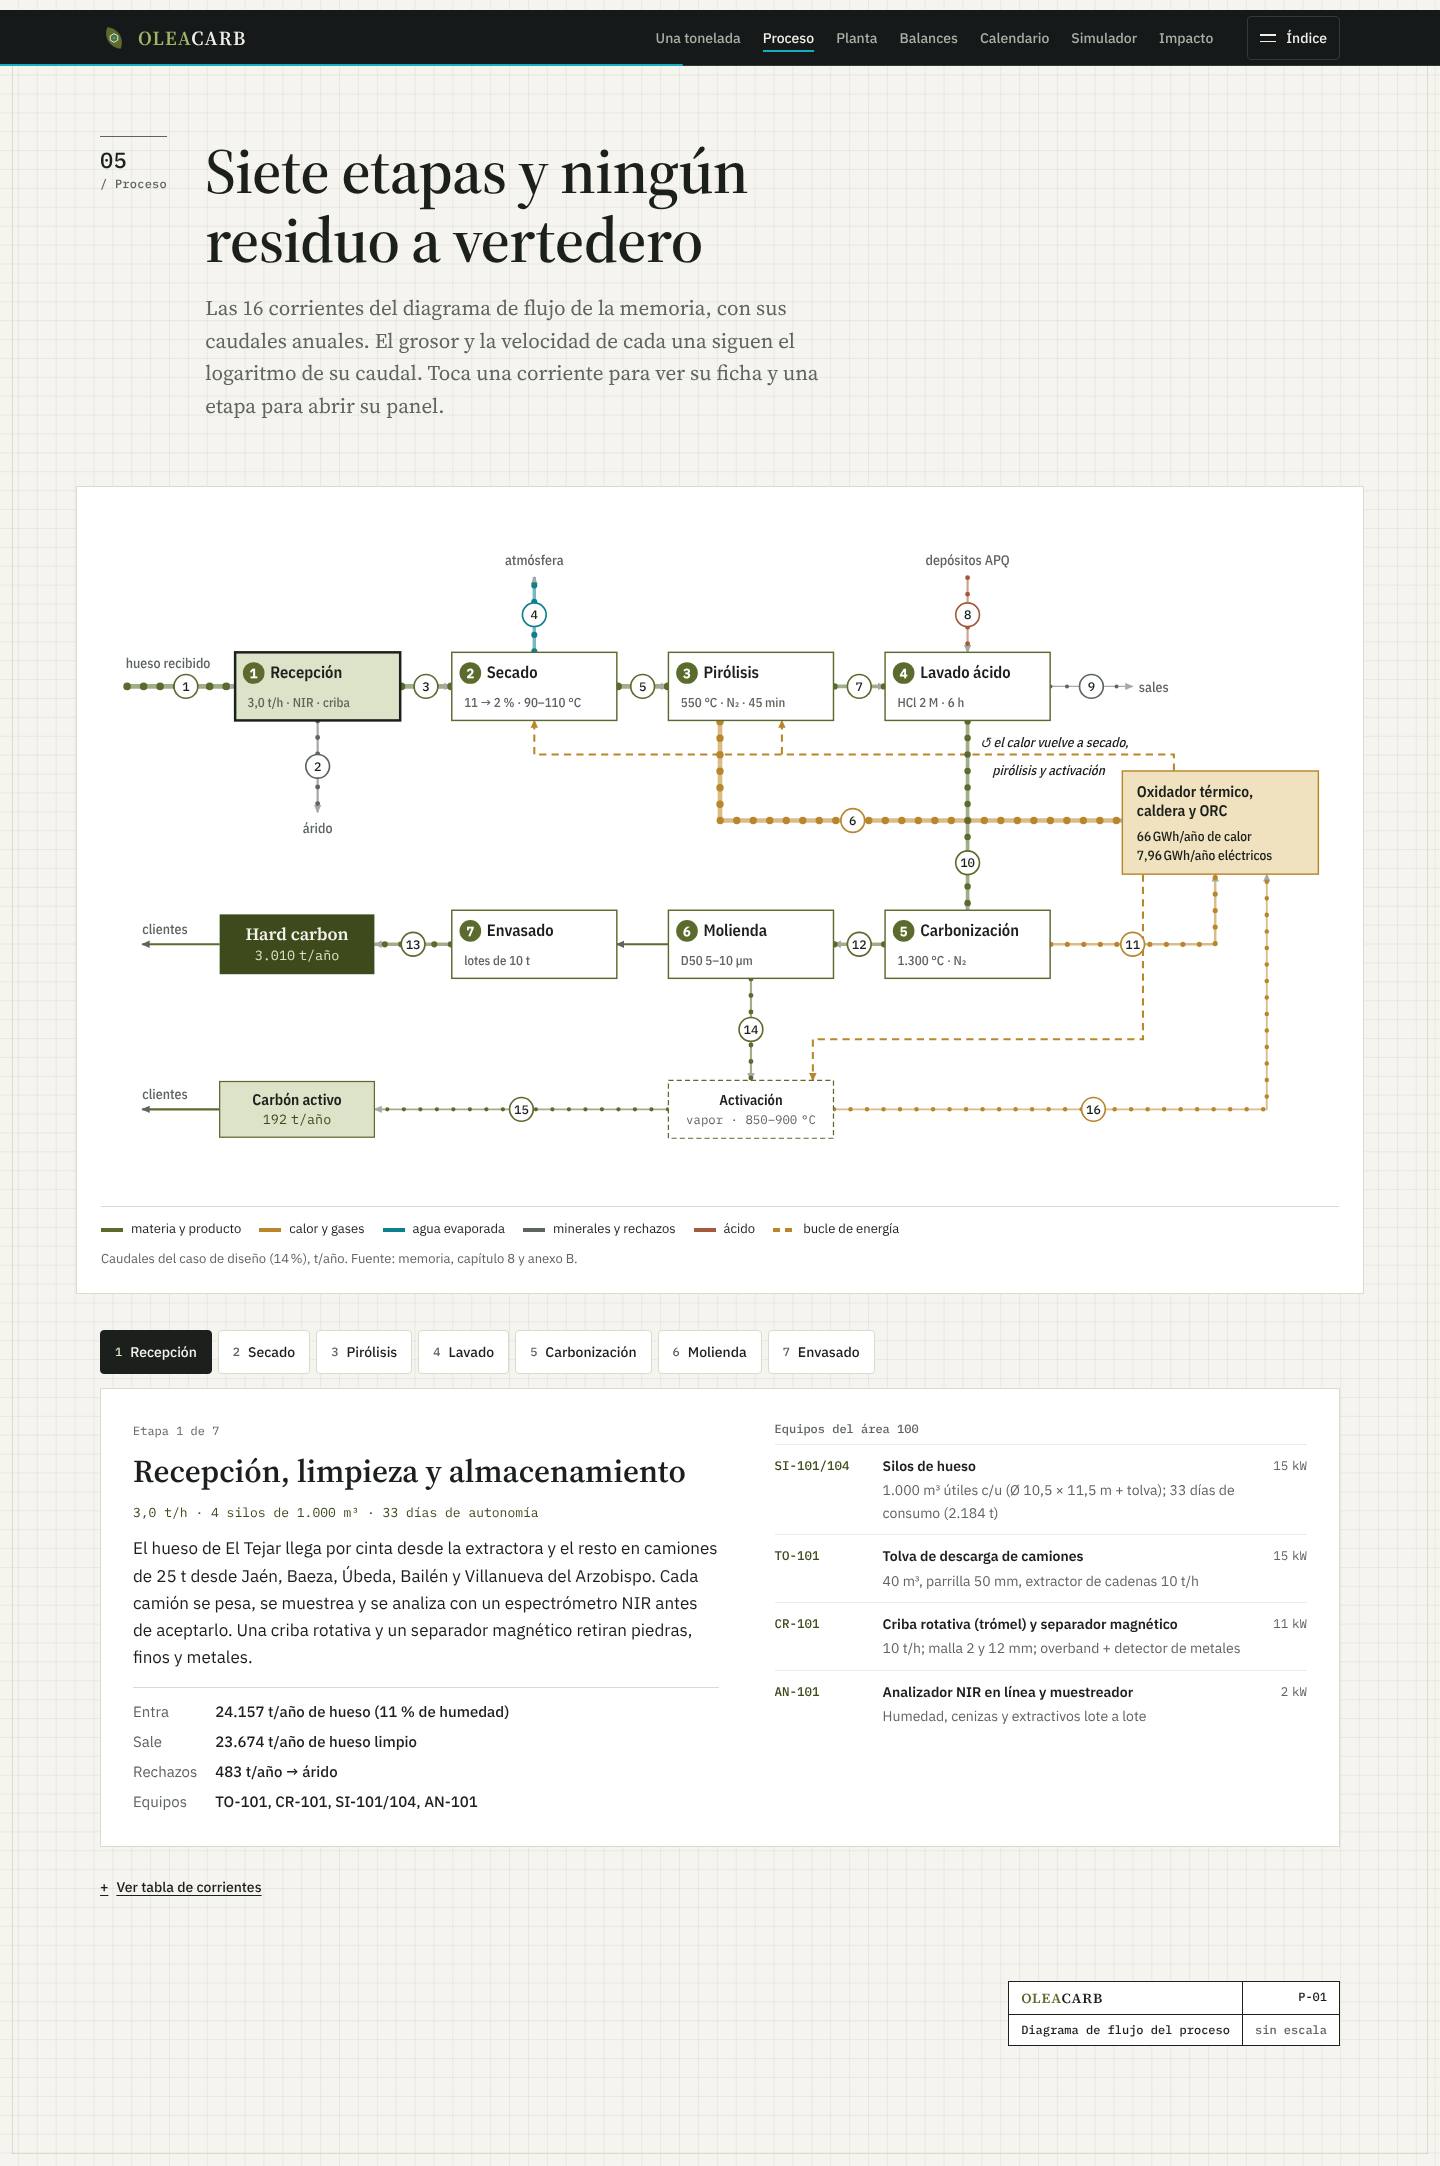 OLEACARB
Una tonelada Proceso Planta Balances Calendario Simulador Impacto Índice
05
/ Proceso
Siete etapas y ningún
residuo a vertedero
Las 16 corrientes del diagrama de flujo de la memoria, con sus
caudales anuales. El grosor y la velocidad de cada una siguen el
logaritmo de su caudal. Toca una corriente para ver su ficha y una
etapa para abrir su panel.
atmósfera
depósitos APQ
4
8
hueso recibido
1
1 Recepción
3,0 t/h · NIR · criba
3
2 Secado
11 → 2 % · 90–110 °C
5
3 Pirólisis
550 °C · N₂ · 45 min
7
4 Lavado ácido
HCl 2 M · 6 h
9
sales
↺ el calor vuelve a secado,
pirólisis y activación
2
árido
6
Oxidador térmico,
caldera y ORC
66 GWh/año de calor
7,96 GWh/año eléctricos
10
clientes
Hard carbon
3.010 t/año
13
7 Envasado
lotes de 10 t
6 Molienda
D50 5–10 µm
12
5 Carbonización
1.300 °C · N₂
11
14
clientes
Carbón activo
192 t/año
15
Activación
vapor · 850–900 °C
16
materia y producto calor y gases agua evaporada minerales y rechazos ácido bucle de energía
Caudales del caso de diseño (14 %), t/año. Fuente: memoria, capítulo 8 y anexo B.
1 Recepción 2 Secado 3 Pirólisis 4 Lavado 5 Carbonización 6 Molienda 7 Envasado
Etapa 1 de 7
Recepción, limpieza y almacenamiento
3,0 t/h · 4 silos de 1.000 m³ · 33 días de autonomía
El hueso de El Tejar llega por cinta desde la extractora y el resto en camiones
de 25 t desde Jaén, Baeza, Úbeda, Bailén y Villanueva del Arzobispo. Cada
camión se pesa, se muestrea y se analiza con un espectrómetro NIR antes
de aceptarlo. Una criba rotativa y un separador magnético retiran piedras,
finos y metales.
Entra 24.157 t/año de hueso (11 % de humedad)
Sale 23.674 t/año de hueso limpio
Rechazos 483 t/año → árido
Equipos TO-101, CR-101, SI-101/104, AN-101
Equipos del área 100
SI-101/104 Silos de hueso 15 kW
1.000 m³ útiles c/u (Ø 10,5 × 11,5 m + tolva); 33 días de
consumo (2.184 t)
TO-101 Tolva de descarga de camiones 15 kW
40 m³, parrilla 50 mm, extractor de cadenas 10 t/h
CR-101 Criba rotativa (trómel) y separador magnético 11 kW
10 t/h; malla 2 y 12 mm; overband + detector de metales
AN-101 Analizador NIR en línea y muestreador 2 kW
Humedad, cenizas y extractivos lote a lote
+ Ver tabla de corrientes
OLEACARB P-01
Diagrama de flujo del proceso sin escala